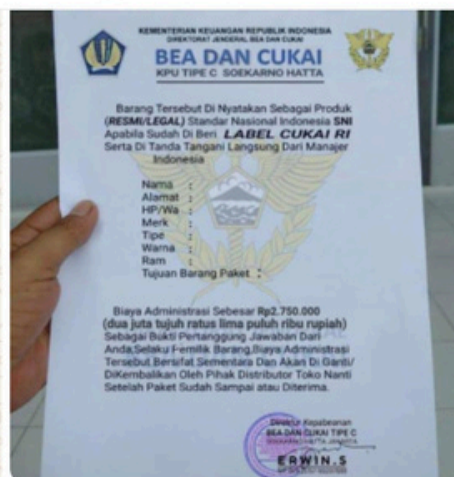 KEMENTERIAN KEUANGAN REPUBLIK INDONESIA
DIREKTORAT JENDERAL BEA DAN CUKAI
BEA DAN CUKAI
KPU TIPE C SOEKARNO HATTA
Barang Tersebut Di Nyatakan Sebagai Produk
(RESMI/LEGAL) Standar Nasional Indonesia SNI
Apabila Sudah Di Beri LABEL CUKAI RI
Serta Di Tanda Tangani Langsung Dari Manajer
Indonesia
Nama :
Alamat :
HP/Wa :
Merk :
Tipe :
Warna :
Ram :
Tujuan Barang Paket :
Biaya Administrasi Sebesar Rp2.750.000
(dua juta tujuh ratus lima puluh ribu rupiah)
Sebagai Bukti Pertanggung Jawaban Dari
Anda,Selaku Pemilik Barang,Biaya Administrasi
Tersebut Bersifat Sementara Dan Akan Di Ganti/
DiKembalikan Oleh Pihak Distributor Toko Nanti
Setelah Paket Sudah Sampai atau Diterima.
Direktur Kepabeanan
BEA DAN CUKAI TIPE C
SOEKARNO HATTA JAKARTA
ERWIN.S